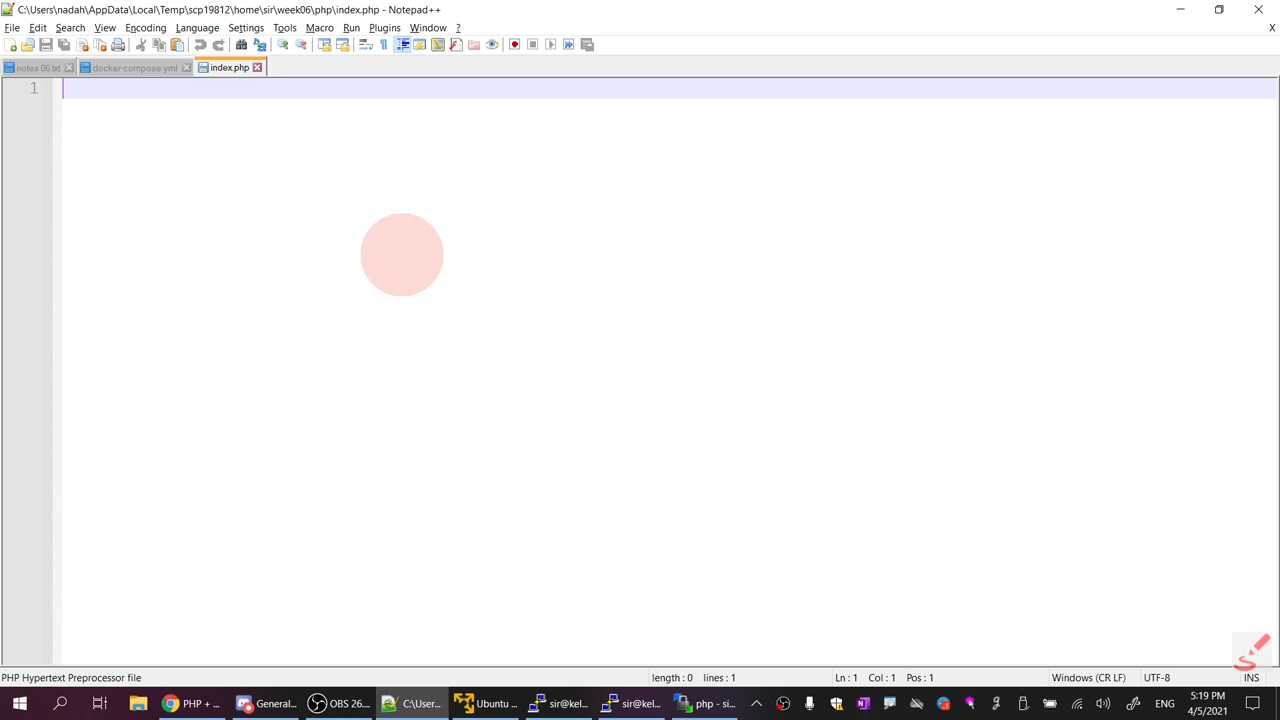 C:\Users\nadah\AppData\Local\Temp\scp19812\home\sir\week06\php\index.php - Notepad++
File Edit Search View Encoding Language Settings Tools Macro Run Plugins Window ? X
notes 06.txt docker-compose.yml index.php
1
PHP Hypertext Preprocessor file length : 0 lines : 1 Ln : 1 Col : 1 Pos : 1 Windows (CR LF) UTF-8 INS
PHP + ... General... OBS 26.... C:\User... Ubuntu ... sir@kel... sir@kel... php - si... ENG 5:19 PM
4/5/2021